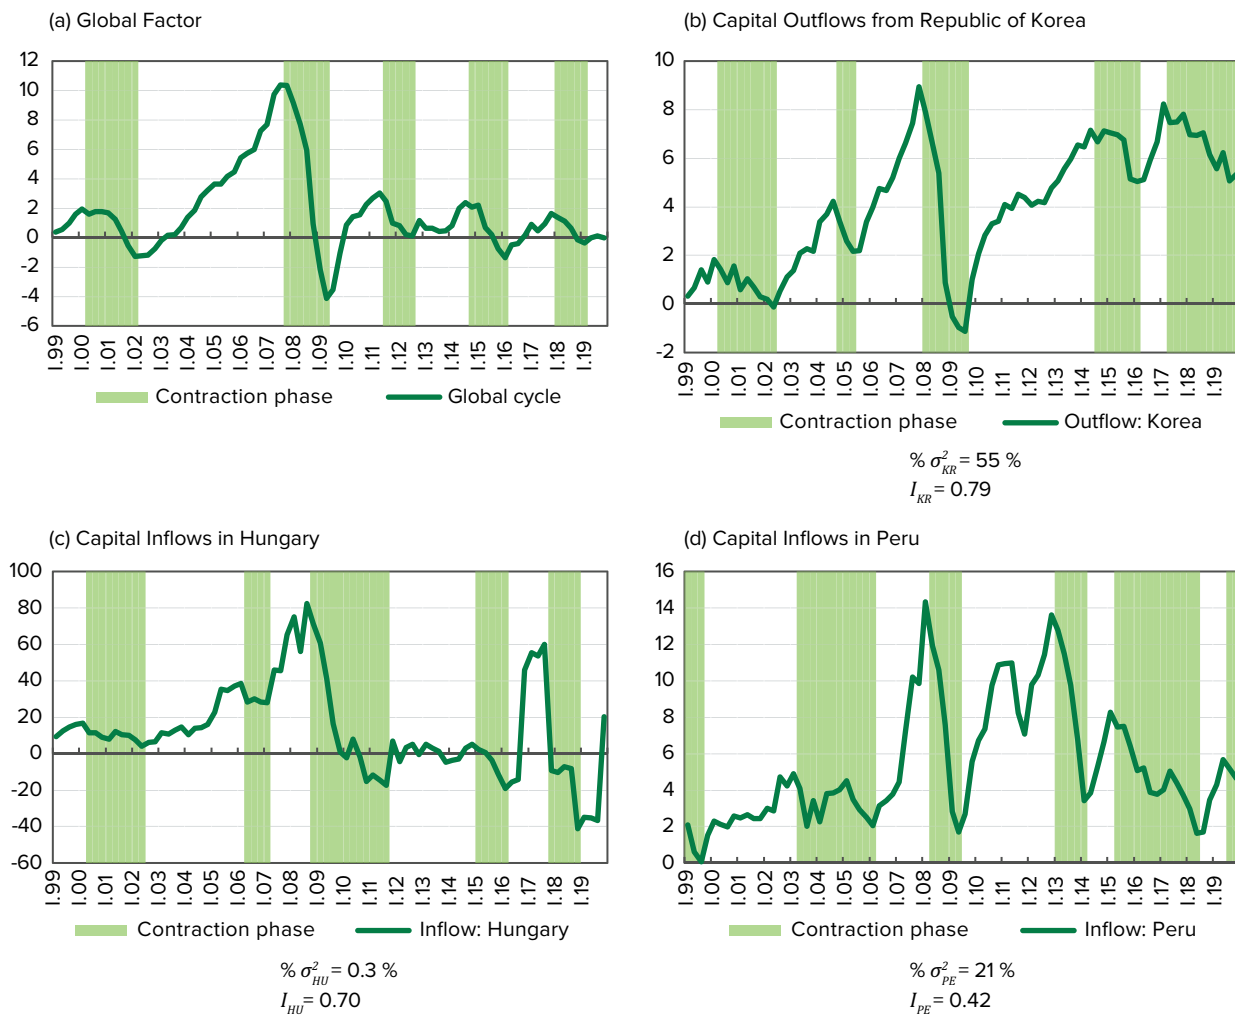 (a) Global Factor
12
10
8
6
4
2
0
-2
-4
-6
I.99 I.00 I.01 I.02 I.03 I.04 I.05 I.06 I.07 I.08 I.09 I.10 I.11 I.12 I.13 I.14 I.15 I.16 I.17 I.18 I.19
Contraction phase Global cycle
(b) Capital Outflows from Republic of Korea
10
8
6
4
2
0
-2
I.99 I.00 I.01 I.02 I.03 I.04 I.05 I.06 I.07 I.08 I.09 I.10 I.11 I.12 I.13 I.14 I.15 I.16 I.17 I.18 I.19
Contraction phase Outflow: Korea
% σ²_KR = 55 %
I_KR = 0.79
(c) Capital Inflows in Hungary
100
80
60
40
20
0
-20
-40
-60
I.99 I.00 I.01 I.02 I.03 I.04 I.05 I.06 I.07 I.08 I.09 I.10 I.11 I.12 I.13 I.14 I.15 I.16 I.17 I.18 I.19
Contraction phase Inflow: Hungary
% σ²_HU = 0.3 %
I_HU = 0.70
(d) Capital Inflows in Peru
16
14
12
10
8
6
4
2
0
I.99 I.00 I.01 I.02 I.03 I.04 I.05 I.06 I.07 I.08 I.09 I.10 I.11 I.12 I.13 I.14 I.15 I.16 I.17 I.18 I.19
Contraction phase Inflow: Peru
% σ²_PE = 21 %
I_PE = 0.42